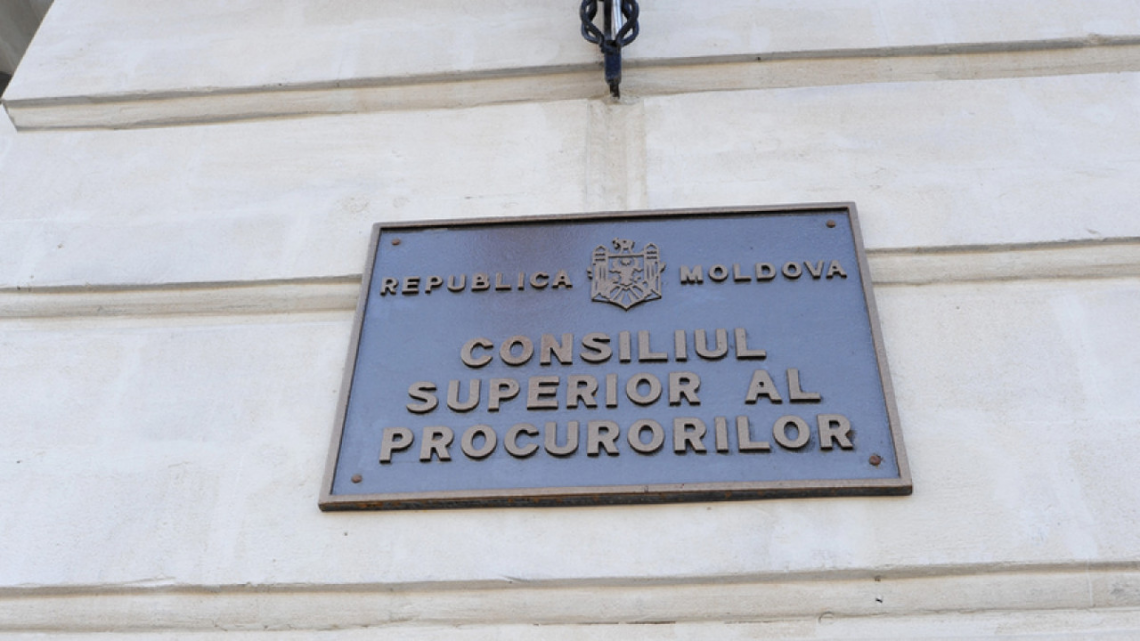 REPUBLICA MOLDOVA
CONSILIUL
SUPERIOR AL
PROCURORILOR